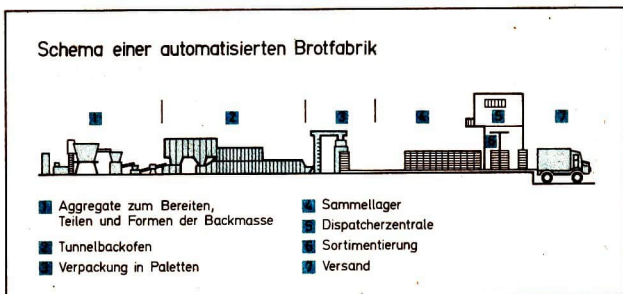 Schema einer automatisierten Brotfabrik
1 2 3 4 5 7
6
1 Aggregate zum Bereiten,
Teilen und Formen der Backmasse
2 Tunnelbackofen
3 Verpackung in Paletten
4 Sammellager
5 Dispatcherzentrale
6 Sortimentierung
7 Versand